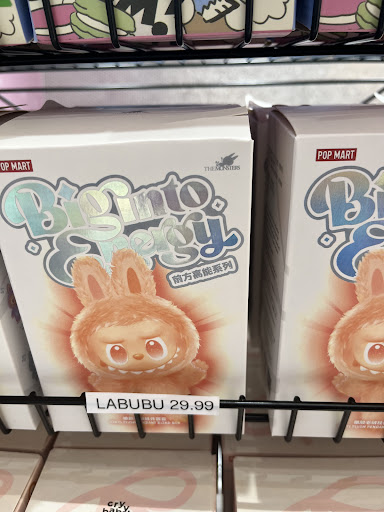 POP MART
THE MONSTERS
Big into
Energy
前方高能系列
LABUBU 29.99
POP MART
Bi
E
cry
baby